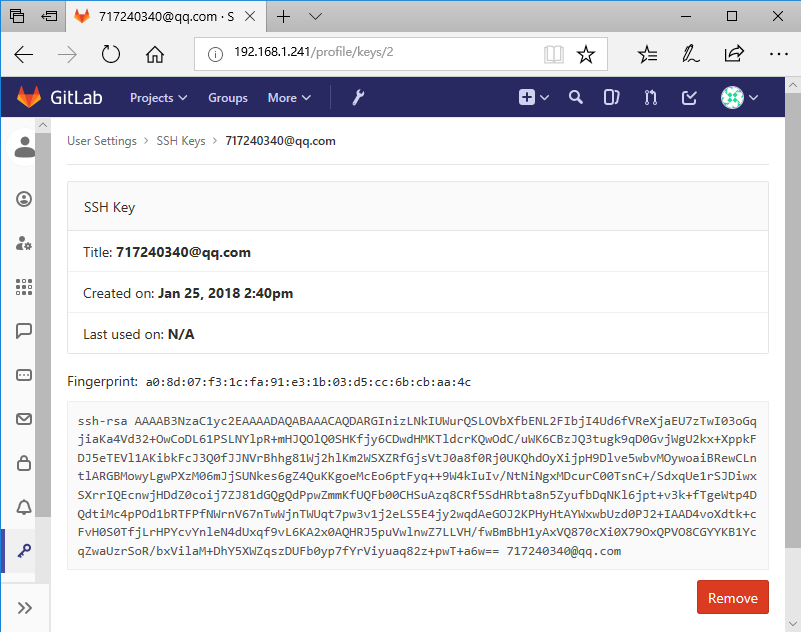 717240340@qq.com · S
192.168.1.241/profile/keys/2
GitLab Projects Groups More
User Settings > SSH Keys > 717240340@qq.com
SSH Key
Title: 717240340@qq.com
Created on: Jan 25, 2018 2:40pm
Last used on: N/A
Fingerprint: a0:8d:07:f3:1c:fa:91:e3:1b:03:d5:cc:6b:cb:aa:4c
ssh-rsa AAAAB3NzaC1yc2EAAAADAQABAAACAQDARGInizLNkIUWurQSLOVbXfbENL2FIbjI4Ud6fVReXjaEU7zTwI03oGq
jiaKa4Vd32+OwCoDL61PSLNYlpR+mHJQOlQ0SHKfjy6CDwdHMKTldcrKQwOdC/uWK6CBzJQ3tugk9qD0GvjWgU2kx+XppkF
DJ5eTEVl1AKibkFcJ3Q0fJJNVrBhhg81Wj2hlKm2WSXZRfGjsVtJ0a8f0Rj0UKQhdOyXijpH9Dlve5wbvMOywoaiBRewCLn
tlARGBMowyLgwPXzM06mJjSUNkes6gZ4QuKKgoeMcEo6ptFyq++9W4kIuIv/NtNiNgxMDcurC00TsnC+/SdxqUe1rSJDiwx
SXrrIQEcnwjHDdZ0coij7ZJ81dGQgQdPpwZmmKfUQFb00CHSuAzq8CRf5SdHRbta8n5ZyufbDqNKl6jpt+v3k+fTgeWtp4D
QdtiMc4pPOd1bRTFPfNWrnV67nTwWjnTWUqt7pw3v1j2eLS5E4jy2wqdAeGOJ2KPHyHtAYWxwbUzd0PJ2+IAAD4voXdtk+c
FvH0S0TfjLrHPYcvYnleN4dUxqf9vL6KA2x0AQHRJ5puVwlnwZ7LLVH/fwBmBbH1yAxVQ870cXi0X79OxQPVO8CGYYKB1Yc
qZwaUzrSoR/bxVilaM+DhY5XWZqszDUFb0yp7fYrViyuaq82z+pwT+a6w== 717240340@qq.com
Remove